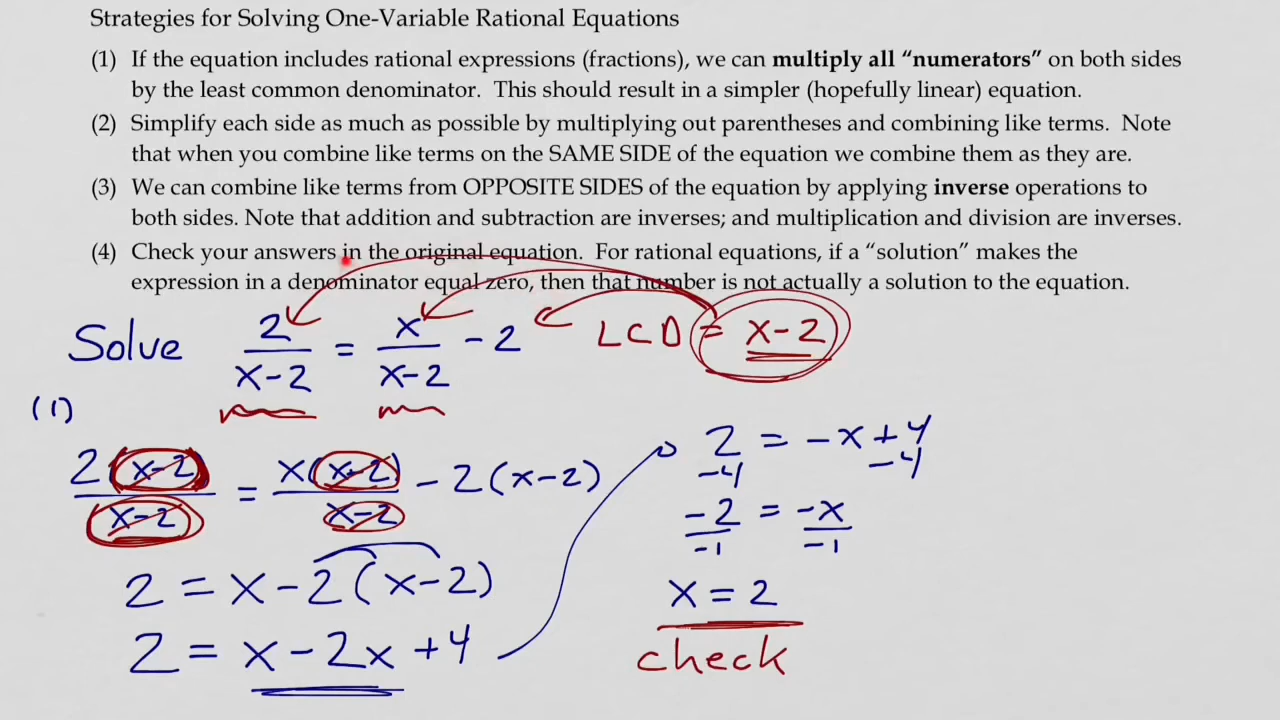 Strategies for Solving One-Variable Rational Equations
(1) If the equation includes rational expressions (fractions), we can multiply all “numerators” on both sides
by the least common denominator. This should result in a simpler (hopefully linear) equation.
(2) Simplify each side as much as possible by multiplying out parentheses and combining like terms. Note
that when you combine like terms on the SAME SIDE of the equation we combine them as they are.
(3) We can combine like terms from OPPOSITE SIDES of the equation by applying inverse operations to
both sides. Note that addition and subtraction are inverses; and multiplication and division are inverses.
(4) Check your answers in the original equation. For rational equations, if a “solution” makes the
expression in a denominator equal zero, then that number is not actually a solution to the equation.
Solve 2/(x-2) = x/(x-2) - 2 LCD = x-2
(1)
2(x-2)/(x-2) = x(x-2)/(x-2) - 2(x-2)
2 = x - 2(x-2)
2 = x - 2x + 4
2 = -x + 4
-4 -4
-2 = -x
-1 -1
x = 2
check